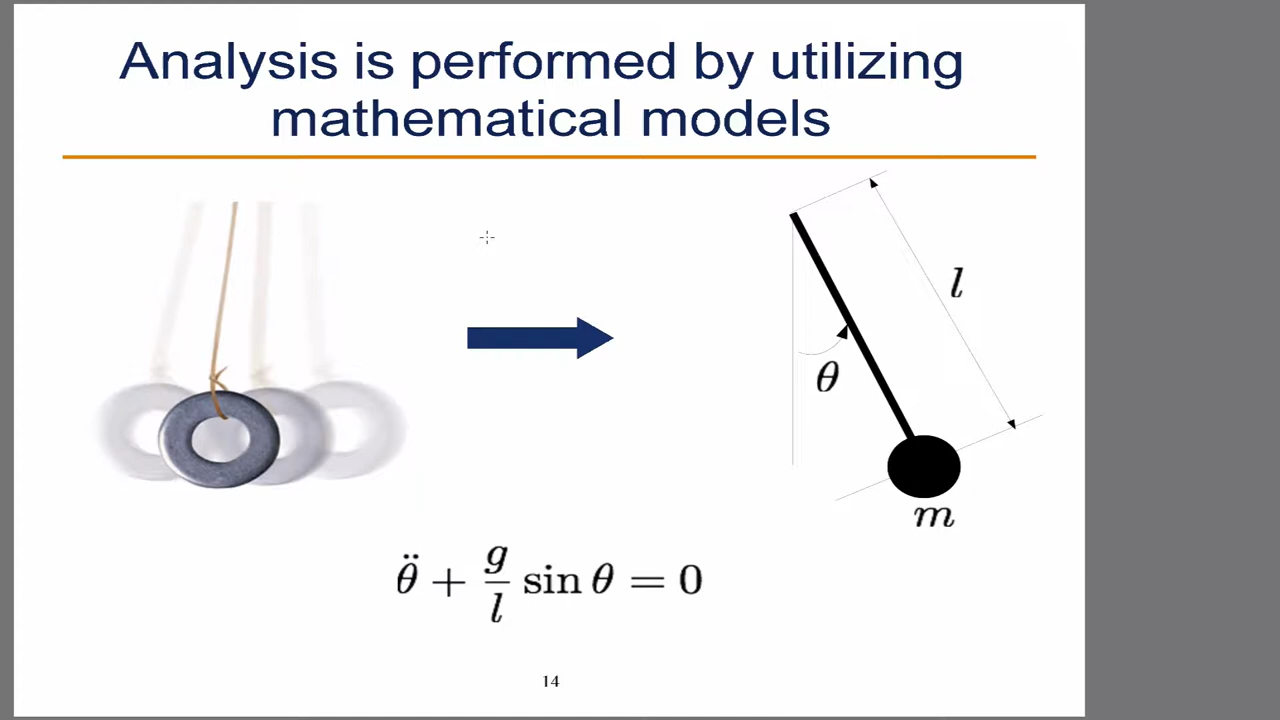 Analysis is performed by utilizing
mathematical models
l
θ
m
θ̈ + g/l sin θ = 0
14